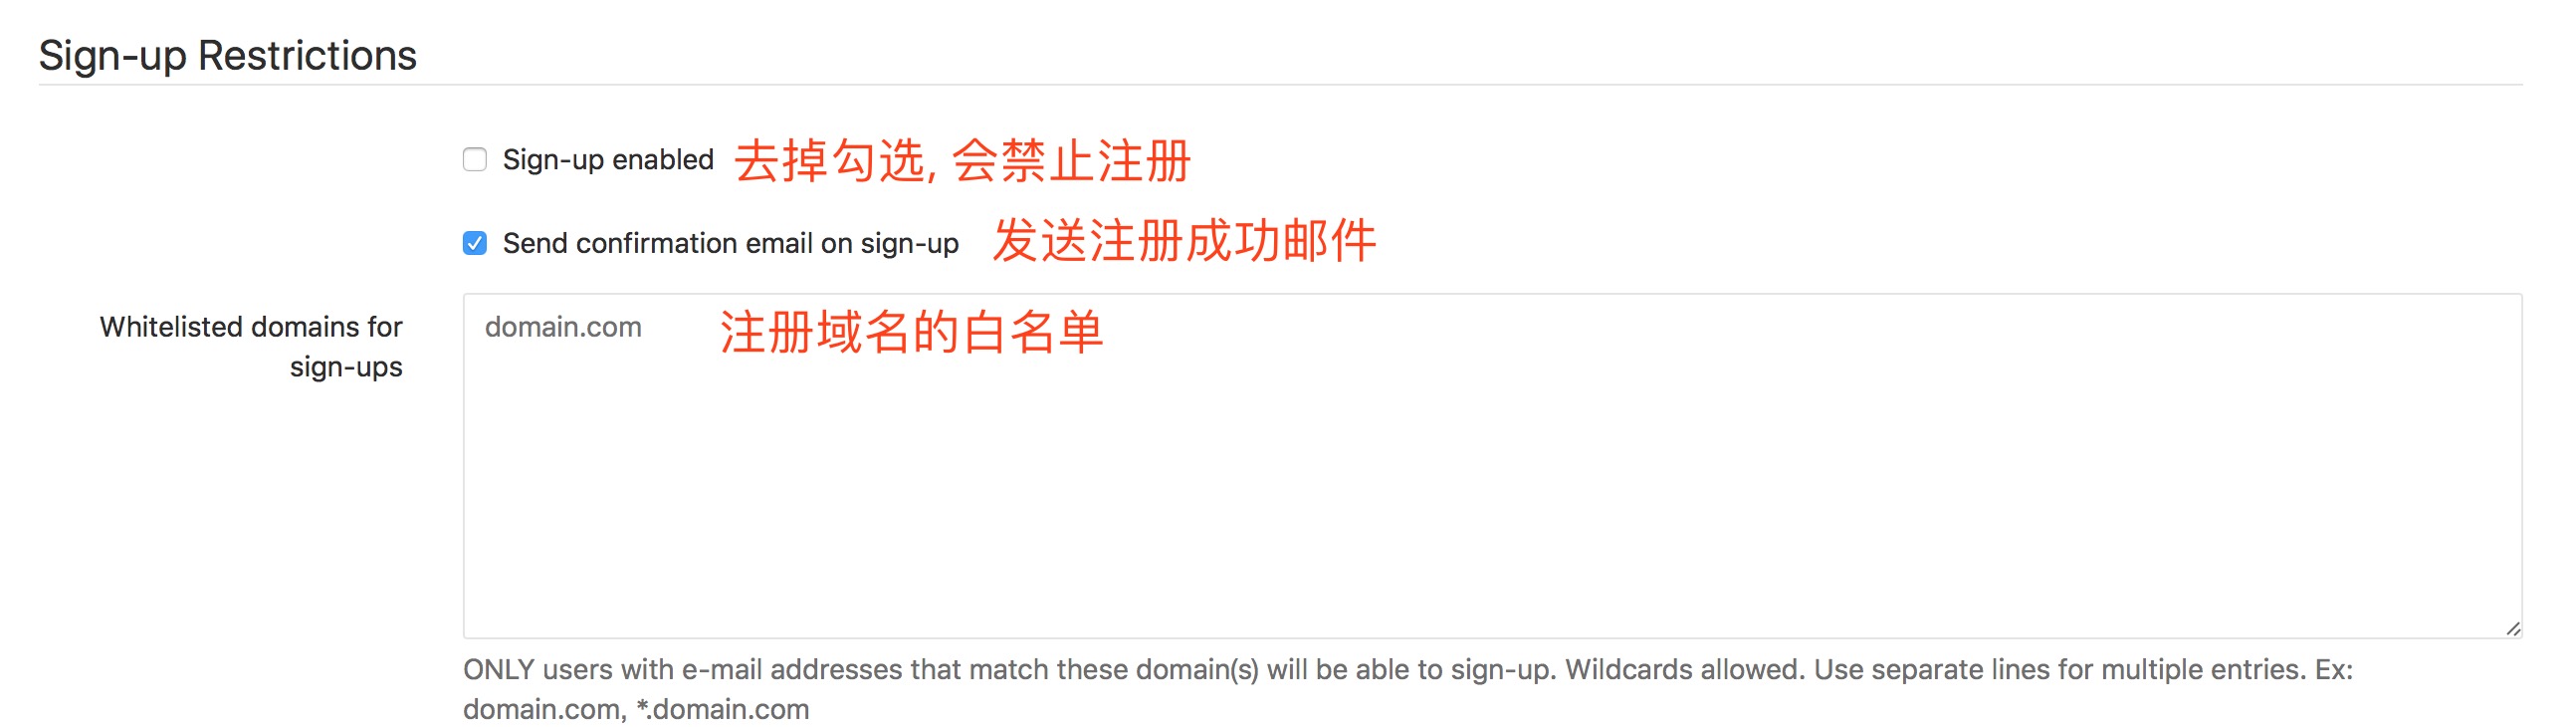 Sign-up Restrictions
Sign-up enabled 去掉勾选, 会禁止注册
Send confirmation email on sign-up 发送注册成功邮件
Whitelisted domains for
sign-ups
domain.com 注册域名的白名单
ONLY users with e-mail addresses that match these domain(s) will be able to sign-up. Wildcards allowed. Use separate lines for multiple entries. Ex:
domain.com, *.domain.com